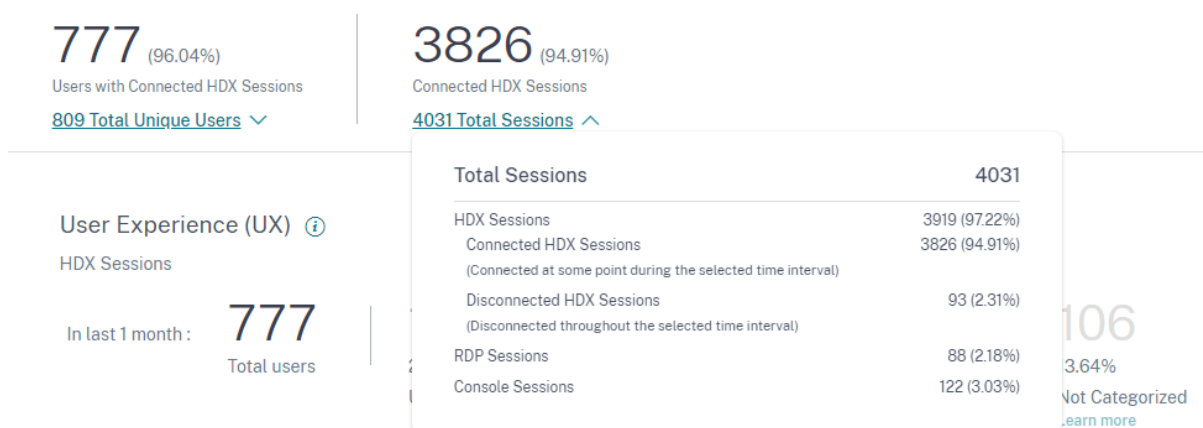 777 (96.04%)
Users with Connected HDX Sessions
809 Total Unique Users
3826 (94.91%)
Connected HDX Sessions
4031 Total Sessions
Total Sessions 4031
HDX Sessions 3919 (97.22%)
Connected HDX Sessions 3826 (94.91%)
(Connected at some point during the selected time interval)
Disconnected HDX Sessions 93 (2.31%)
(Disconnected throughout the selected time interval)
RDP Sessions 88 (2.18%)
Console Sessions 122 (3.03%)
User Experience (UX)
HDX Sessions
In last 1 month : 777
Total users
106
3.64%
Not Categorized
Learn more